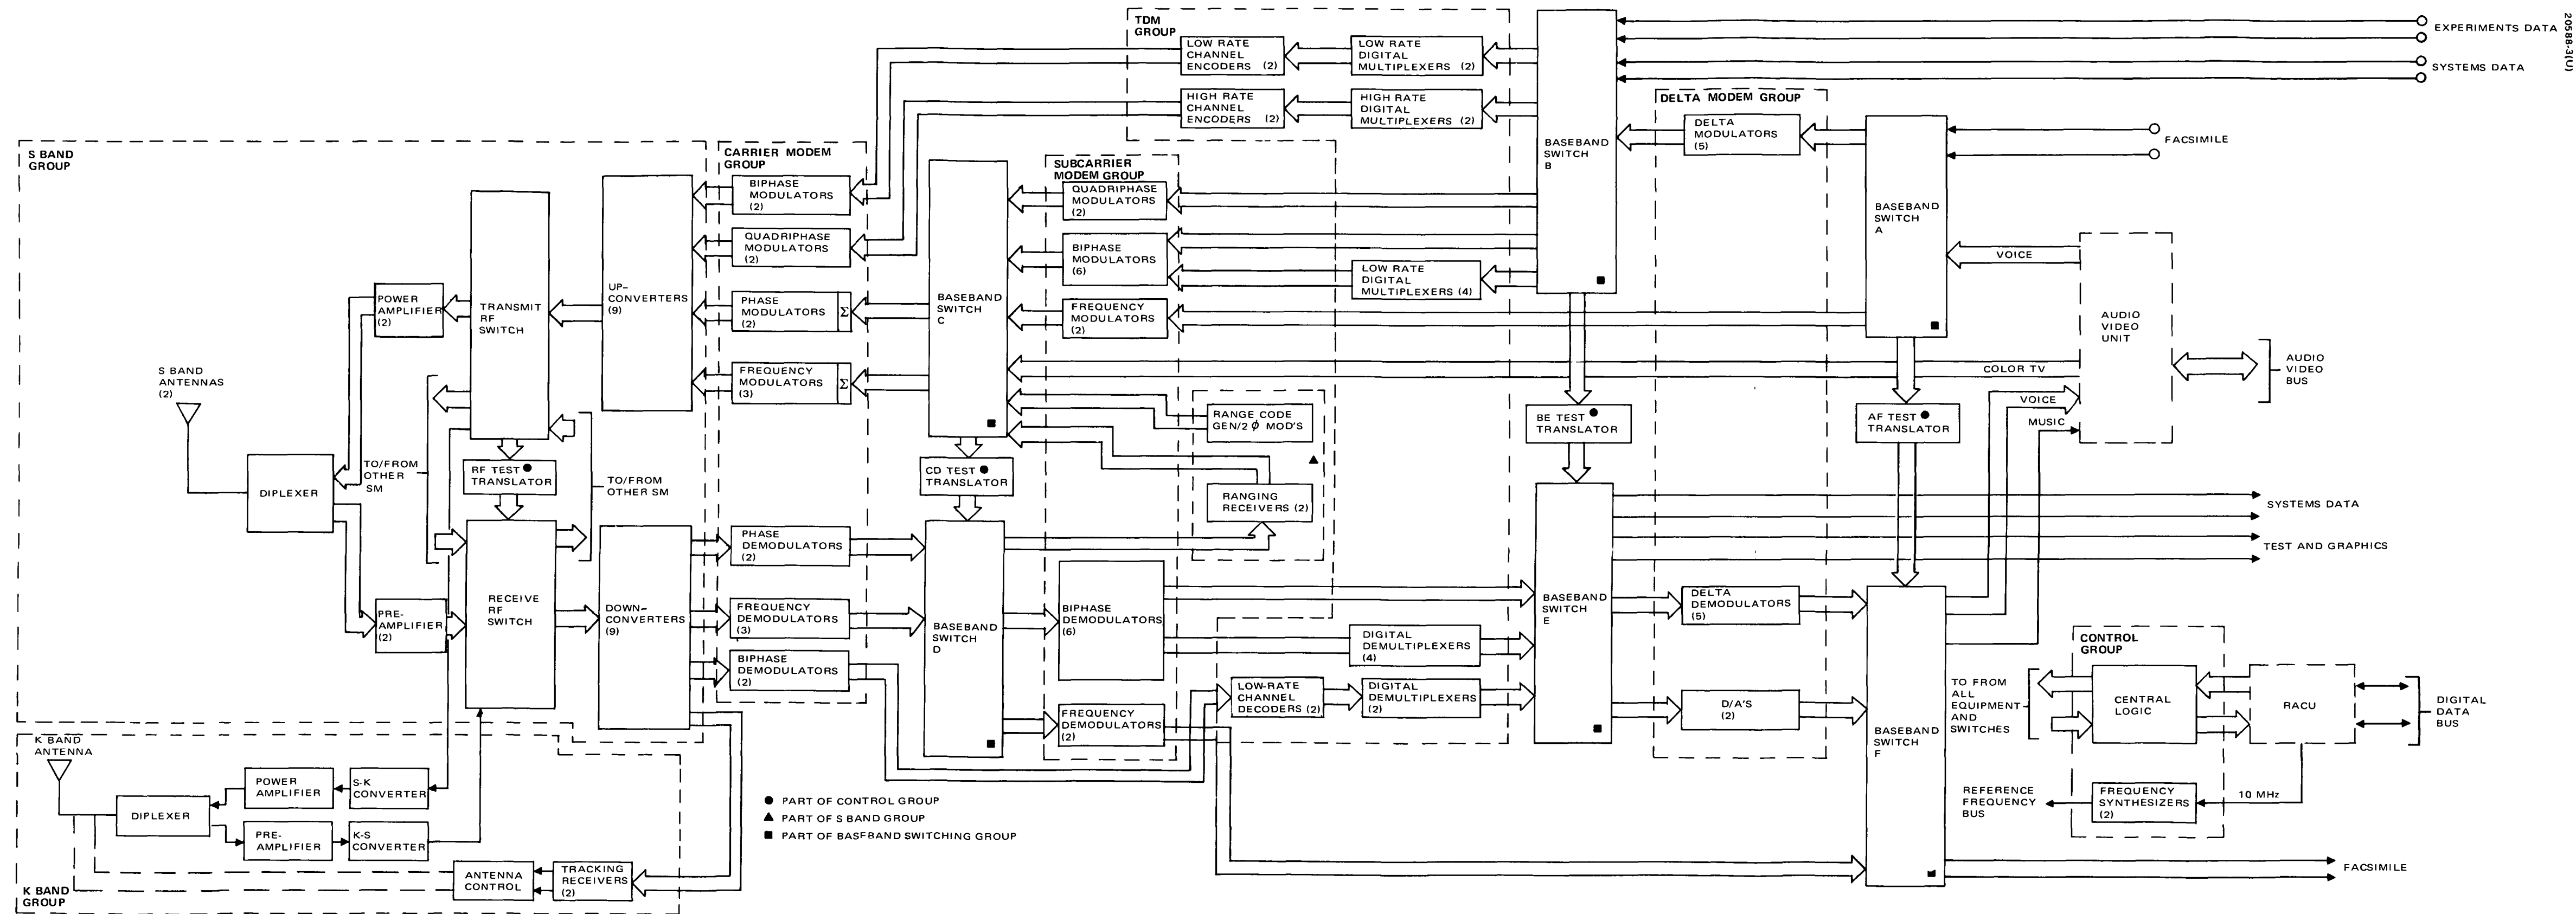 20588-3(U)
TDM
GROUP
LOW RATE
CHANNEL
ENCODERS (2)
LOW RATE
DIGITAL
MULTIPLEXERS (2)
HIGH RATE
CHANNEL
ENCODERS (2)
HIGH RATE
DIGITAL
MULTIPLEXERS (2)
BASEBAND
SWITCH
B
EXPERIMENTS DATA
SYSTEMS DATA
DELTA MODEM GROUP
DELTA
MODULATORS
(5)
BASEBAND
SWITCH
A
FACSIMILE
S BAND
GROUP
CARRIER MODEM
GROUP
BIPHASE
MODULATORS
(2)
QUADRIPHASE
MODULATORS
(2)
PHASE
MODULATORS
(2)
Σ
FREQUENCY
MODULATORS
(3)
Σ
SUBCARRIER
MODEM GROUP
QUADRIPHASE
MODULATORS
(2)
BIPHASE
MODULATORS
(6)
LOW RATE
DIGITAL
MULTIPLEXERS (4)
FREQUENCY
MODULATORS
(2)
BASEBAND
SWITCH
C
UP-
CONVERTERS
(9)
TRANSMIT
RF
SWITCH
POWER
AMPLIFIER
(2)
S BAND
ANTENNAS
(2)
DIPLEXER
TO/FROM
OTHER
SM
RF TEST
TRANSLATOR
TO/FROM
OTHER SM
CD TEST
TRANSLATOR
RANGE CODE
GEN/2 Ø MOD'S
RANGING
RECEIVERS (2)
BE TEST
TRANSLATOR
AF TEST
TRANSLATOR
VOICE
COLOR TV
VOICE
MUSIC
AUDIO
VIDEO
UNIT
AUDIO
VIDEO
BUS
SYSTEMS DATA
TEST AND GRAPHICS
PRE-
AMPLIFIER
(2)
RECEIVE
RF
SWITCH
DOWN-
CONVERTERS
(9)
PHASE
DEMODULATORS
(2)
FREQUENCY
DEMODULATORS
(3)
BIPHASE
DEMODULATORS
(2)
BASEBAND
SWITCH
D
BIPHASE
DEMODULATORS
(6)
FREQUENCY
DEMODULATORS
(2)
DIGITAL
DEMULTIPLEXERS
(4)
LOW-RATE
CHANNEL
DECODERS (2)
DIGITAL
DEMULTIPLEXERS
(2)
BASEBAND
SWITCH
E
DELTA
DEMODULATORS
(5)
D/A'S
(2)
BASEBAND
SWITCH
F
TO FROM
ALL
EQUIPMENT
AND
SWITCHES
CONTROL
GROUP
CENTRAL
LOGIC
RACU
DIGITAL
DATA
BUS
REFERENCE
FREQUENCY
BUS
FREQUENCY
SYNTHESIZERS
(2)
10 MHz
FACSIMILE
K BAND
ANTENNA
DIPLEXER
POWER
AMPLIFIER
S-K
CONVERTER
PRE-
AMPLIFIER
K-S
CONVERTER
ANTENNA
CONTROL
TRACKING
RECEIVERS
(2)
K BAND
GROUP
● PART OF CONTROL GROUP
▲ PART OF S BAND GROUP
■ PART OF BASEBAND SWITCHING GROUP